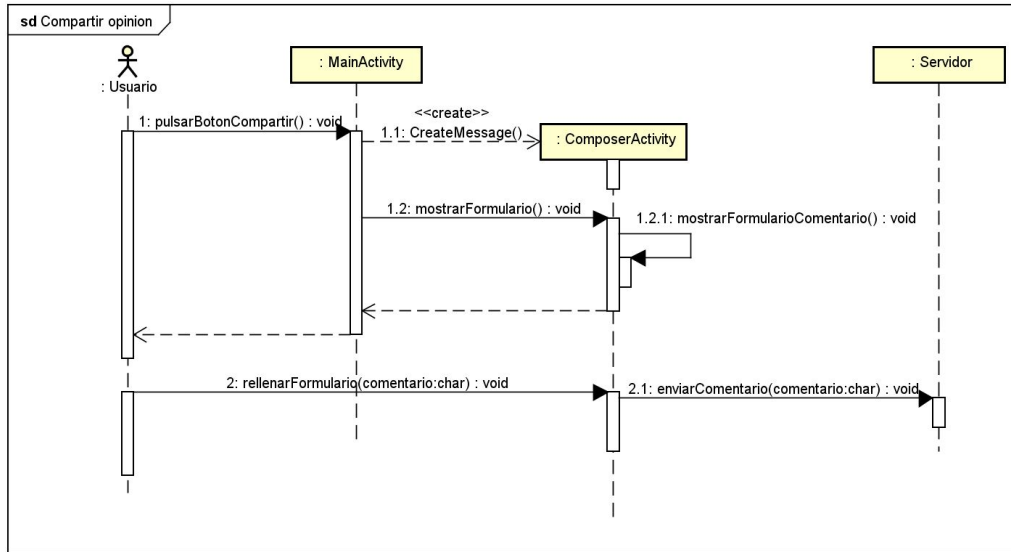 sd Compartir opinion
: Usuario
: MainActivity
: Servidor
1: pulsarBotonCompartir() : void
<<create>>
1.1: CreateMessage()
: ComposerActivity
1.2: mostrarFormulario() : void
1.2.1: mostrarFormularioComentario() : void
2: rellenarFormulario(comentario:char) : void
2.1: enviarComentario(comentario:char) : void